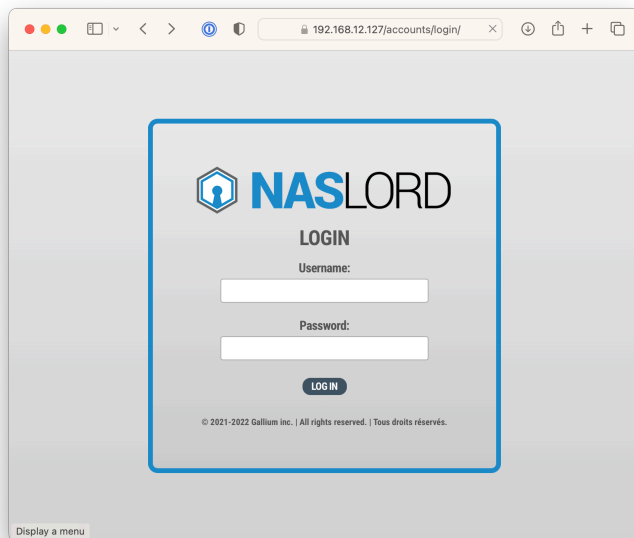 192.168.12.127/accounts/login/
NASLORD
LOGIN
Username:
Password:
LOG IN
© 2021-2022 Gallium inc. | All rights reserved. | Tous droits réservés.
Display a menu